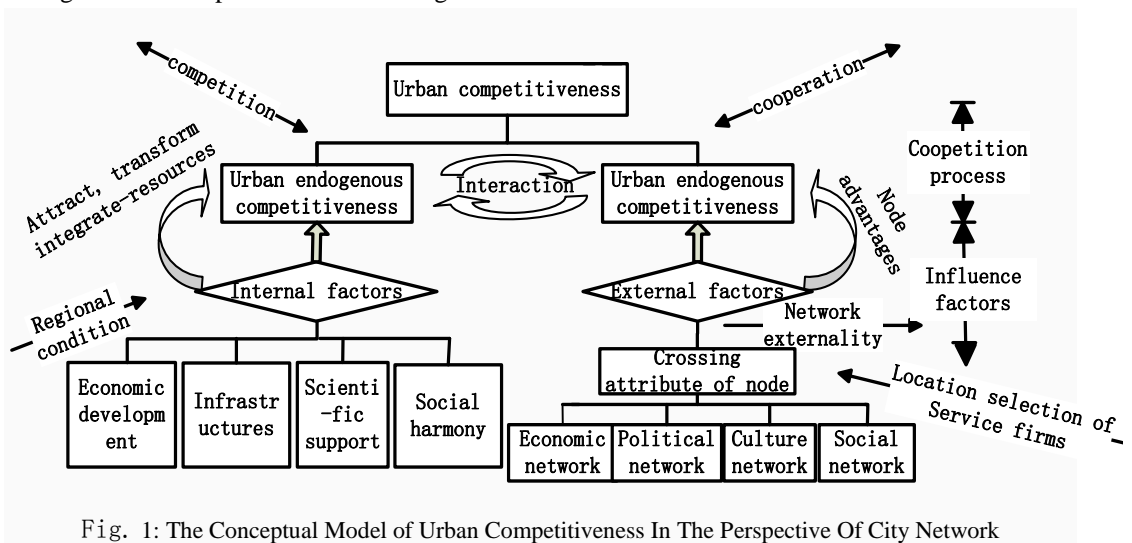 competition
Urban competitiveness
cooperation
Attract, transform
integrate-resources
Urban endogenous
competitiveness
Interaction
Urban endogenous
competitiveness
Node
advantages
Coopetition
process
Regional
condition
Internal factors
External factors
Influence
factors
Network
externality
Economic
developm
ent
Infrastr
uctures
Scienti
-fic
support
Social
harmony
Crossing
attribute of node
Location selection of
Service firms
Economic
network
Political
network
Culture
network
Social
network
Fig. 1: The Conceptual Model of Urban Competitiveness In The Perspective Of City Network